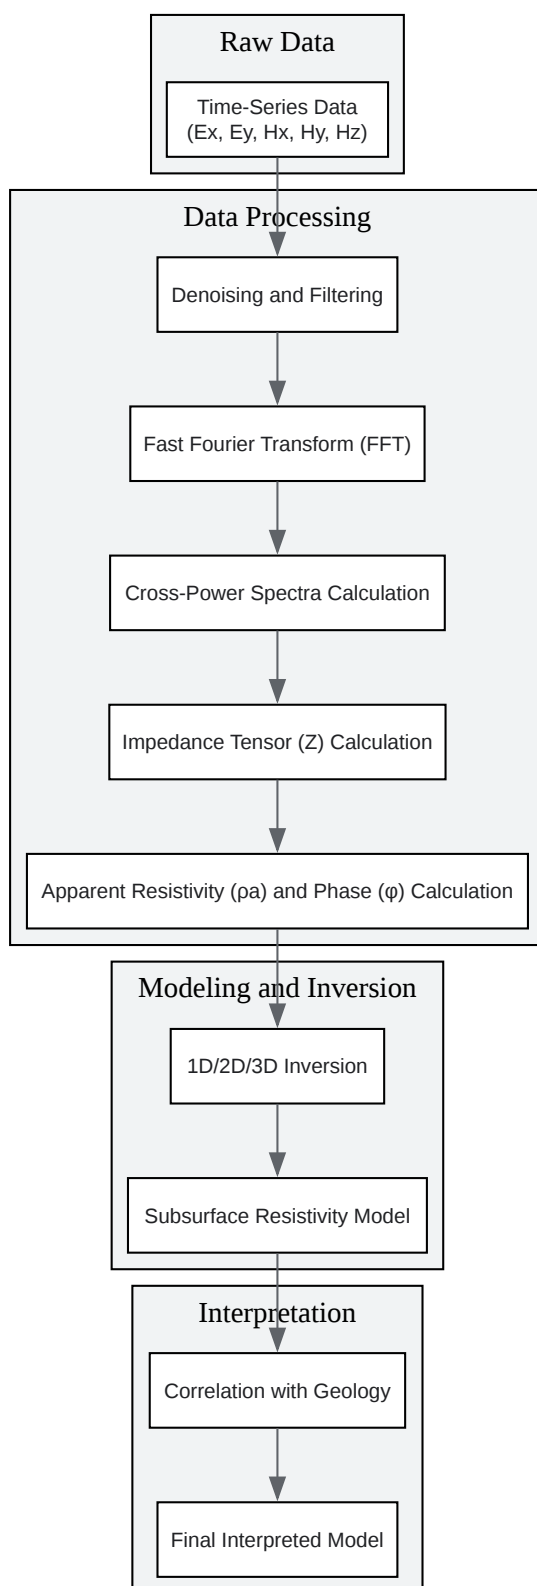 Raw Data
Time-Series Data
(Ex, Ey, Hx, Hy, Hz)
Data Processing
Denoising and Filtering
Fast Fourier Transform (FFT)
Cross-Power Spectra Calculation
Impedance Tensor (Z) Calculation
Apparent Resistivity (ρa) and Phase (φ) Calculation
Modeling and Inversion
1D/2D/3D Inversion
Subsurface Resistivity Model
Interpretation
Correlation with Geology
Final Interpreted Model